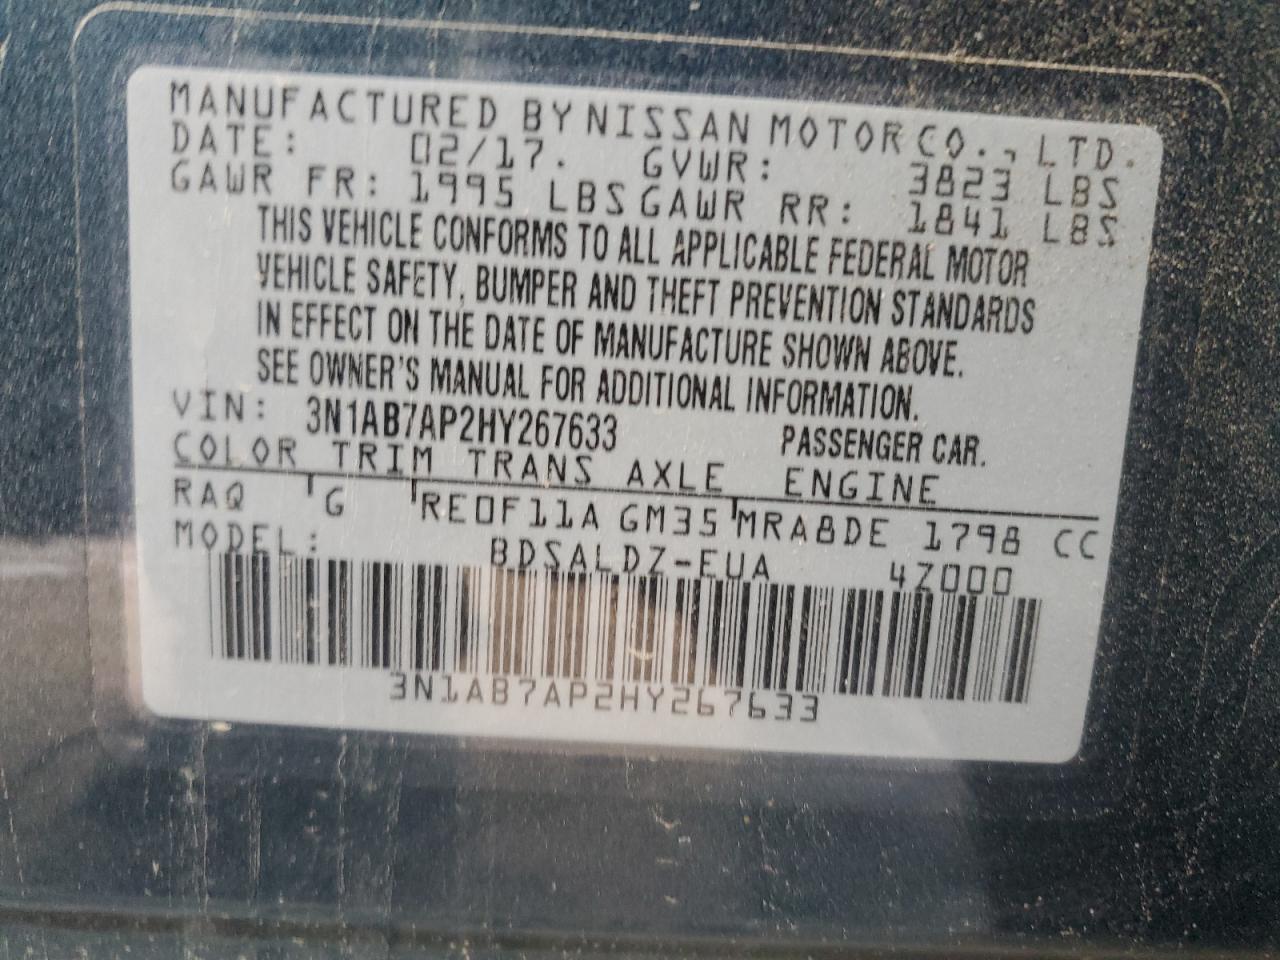 MANUFACTURED BY NISSAN MOTOR CO., LTD.
DATE: 02/17. GVWR: 3823 LBS
GAWR FR: 1995 LBS GAWR RR: 1841 LBS
THIS VEHICLE CONFORMS TO ALL APPLICABLE FEDERAL MOTOR
VEHICLE SAFETY, BUMPER AND THEFT PREVENTION STANDARDS
IN EFFECT ON THE DATE OF MANUFACTURE SHOWN ABOVE.
SEE OWNER'S MANUAL FOR ADDITIONAL INFORMATION.
VIN: 3N1AB7AP2HY267633 PASSENGER CAR.
COLOR TRIM TRANS AXLE ENGINE
RAQ G RE0F11A GM35 MRA8DE 1798 CC
MODEL: BDSALDZ-EUA 4Z000
3N1AB7AP2HY267633